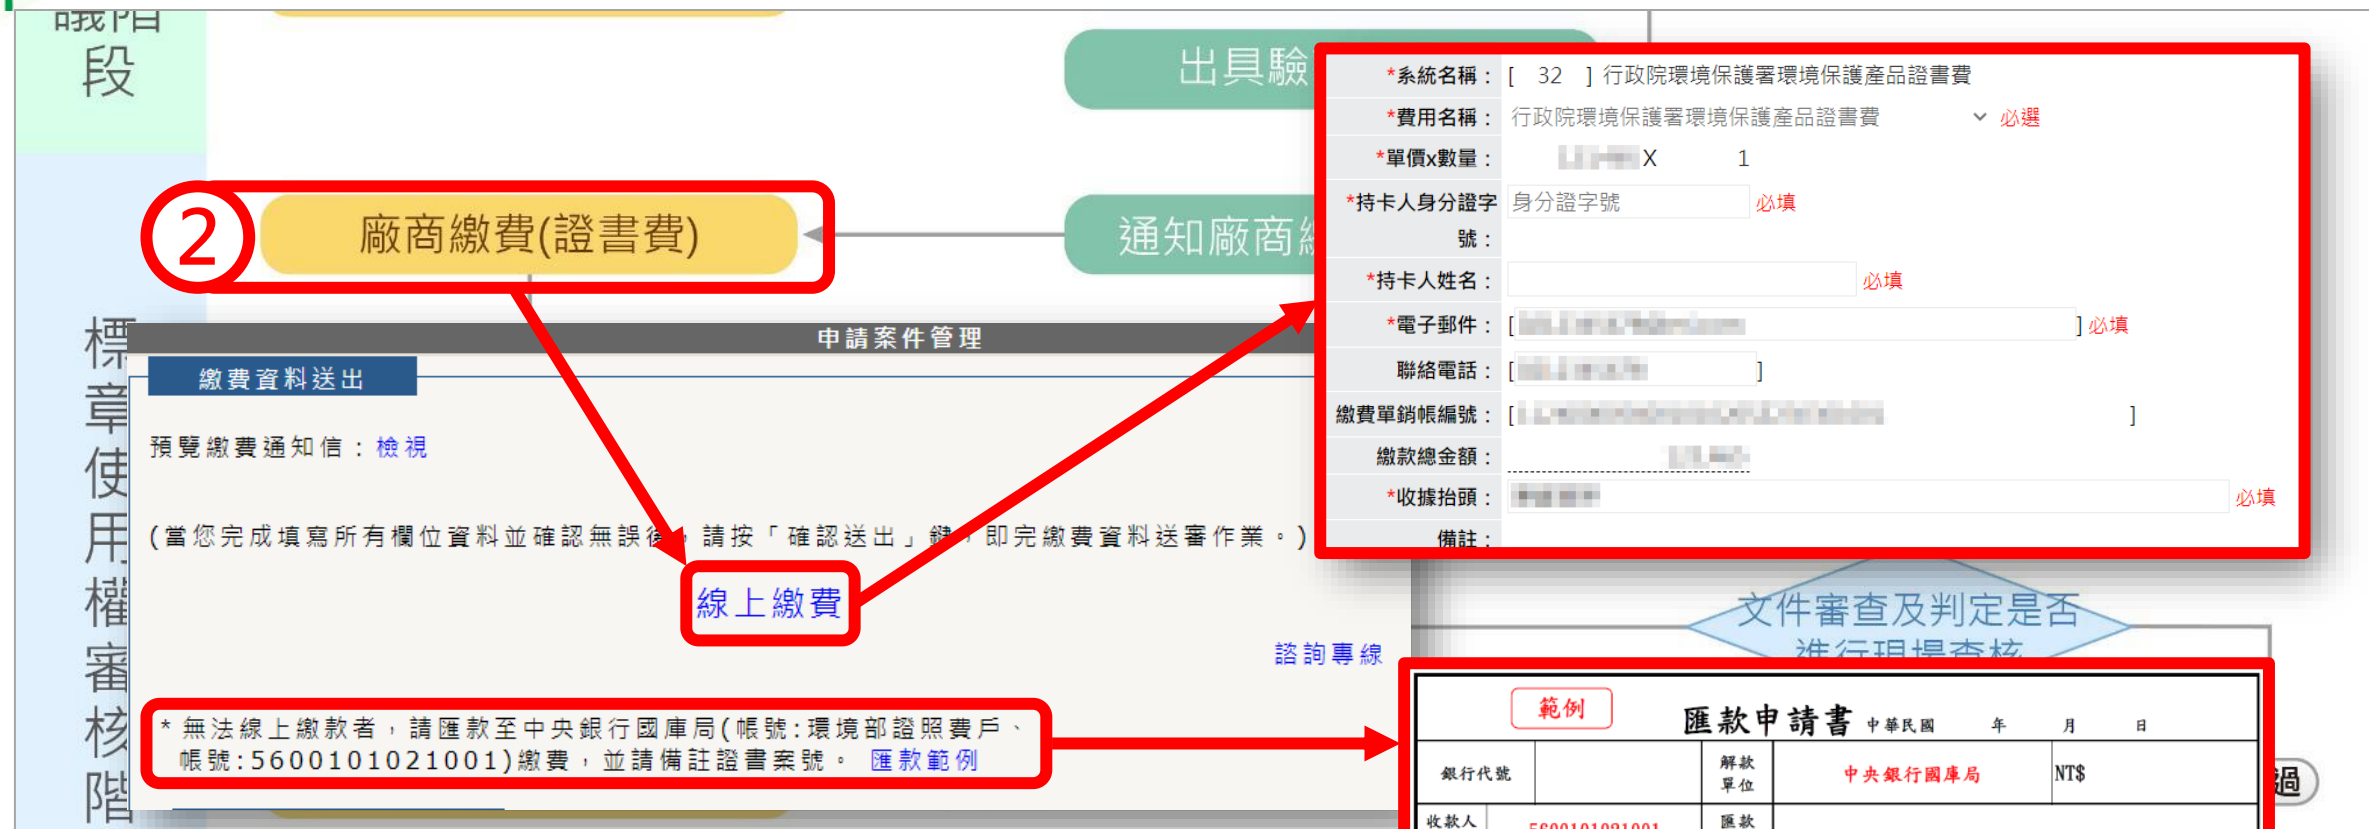 段
出具驗
②
廠商繳費(證書費)
通知廠商
標章使用權審核階
*系統名稱： [ 32 ] 行政院環境保護署環境保護產品證書費
*費用名稱： 行政院環境保護署環境保護產品證書費 必選
*單價x數量： X 1
*持卡人身分證字號： 身分證字號 必填
*持卡人姓名： 必填
*電子郵件： [ ] 必填
聯絡電話： [ ]
繳費單銷帳編號： [ ]
繳款總金額：
*收據抬頭： 必填
備註：
申請案件管理
繳費資料送出
預覽繳費通知信：檢視
(當您完成填寫所有欄位資料並確認無誤後，請按「確認送出」鍵，即完繳費資料送審作業。)
線上繳費
諮詢專線
*無法線上繳款者，請匯款至中央銀行國庫局(帳號:環境部證照費戶、
帳號:5600101021001)繳費，並請備註證書案號。 匯款範例
文件審查及判定是否
進行現場查核
範例
匯款申請書 中華民國 年 月 日
銀行代號 解款單位 中央銀行國庫局 NT$
收款人 5600101021001 匯款
過